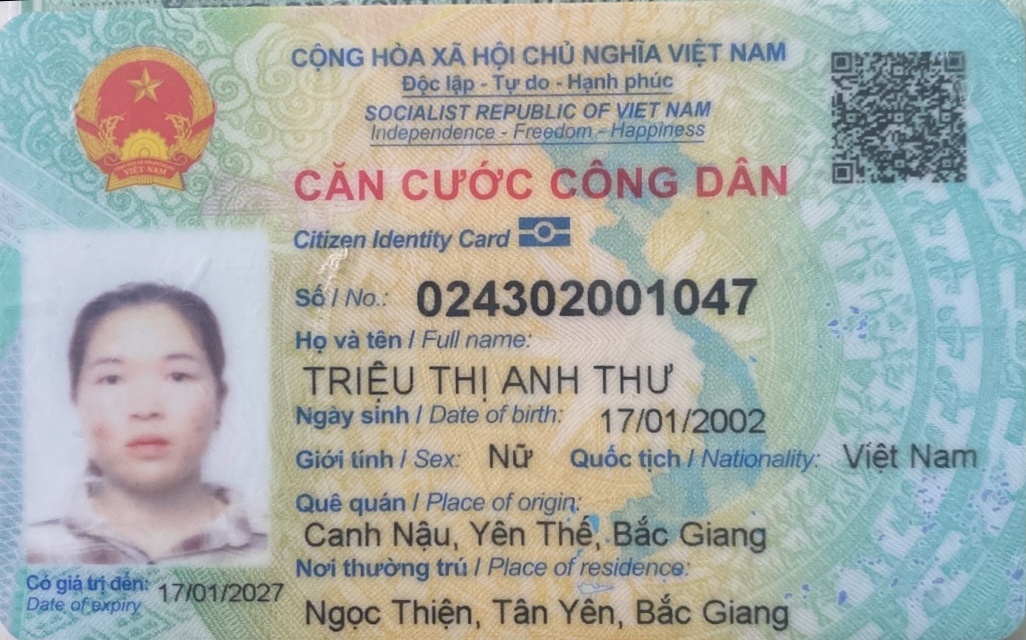 CỘNG HÒA XÃ HỘI CHỦ NGHĨA VIỆT NAM
Độc lập - Tự do - Hạnh phúc
SOCIALIST REPUBLIC OF VIET NAM
Independence - Freedom - Happiness
CĂN CƯỚC CÔNG DÂN
Citizen Identity Card
Số / No.: 024302001047
Họ và tên / Full name:
TRIỆU THỊ ANH THƯ
Ngày sinh / Date of birth: 17/01/2002
Giới tính / Sex: Nữ Quốc tịch / Nationality: Việt Nam
Quê quán / Place of origin:
Canh Nậu, Yên Thế, Bắc Giang
Nơi thường trú / Place of residence:
Ngọc Thiện, Tân Yên, Bắc Giang
Có giá trị đến: 17/01/2027
Date of expiry
VIỆT NAM